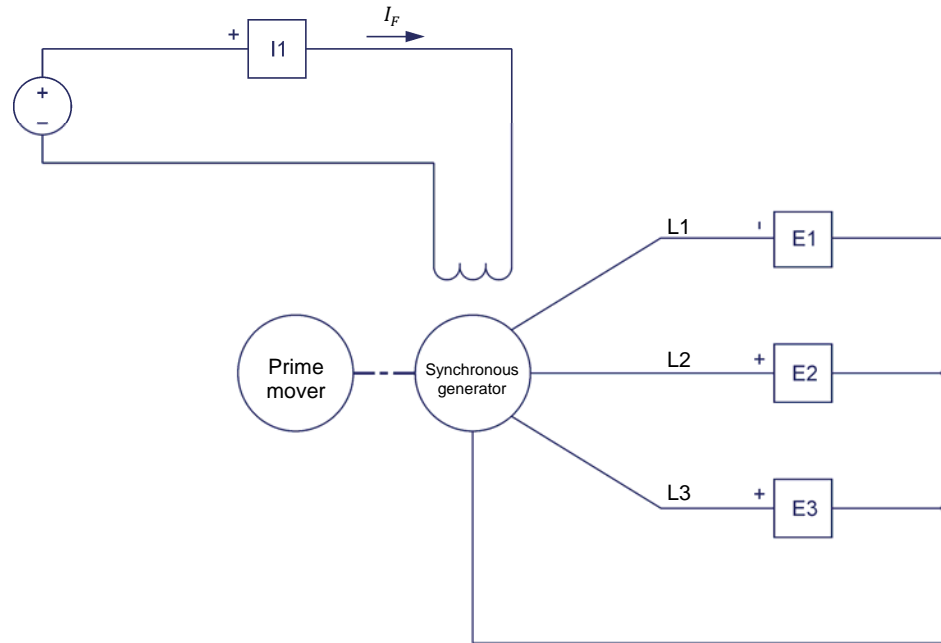 I_F
+ I1
+
−
L1 ' E1
Prime
mover
Synchronous
generator
L2 + E2
L3 + E3